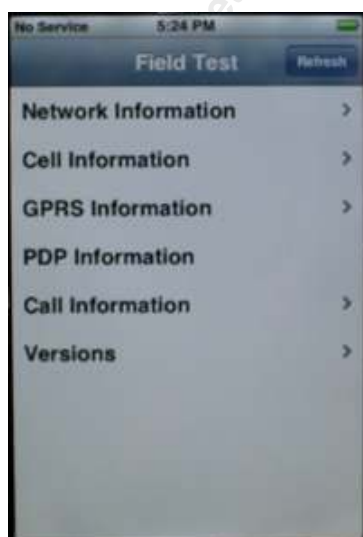 No Service 5:24 PM
Field Test Refresh
Network Information
Cell Information
GPRS Information
PDP Information
Call Information
Versions